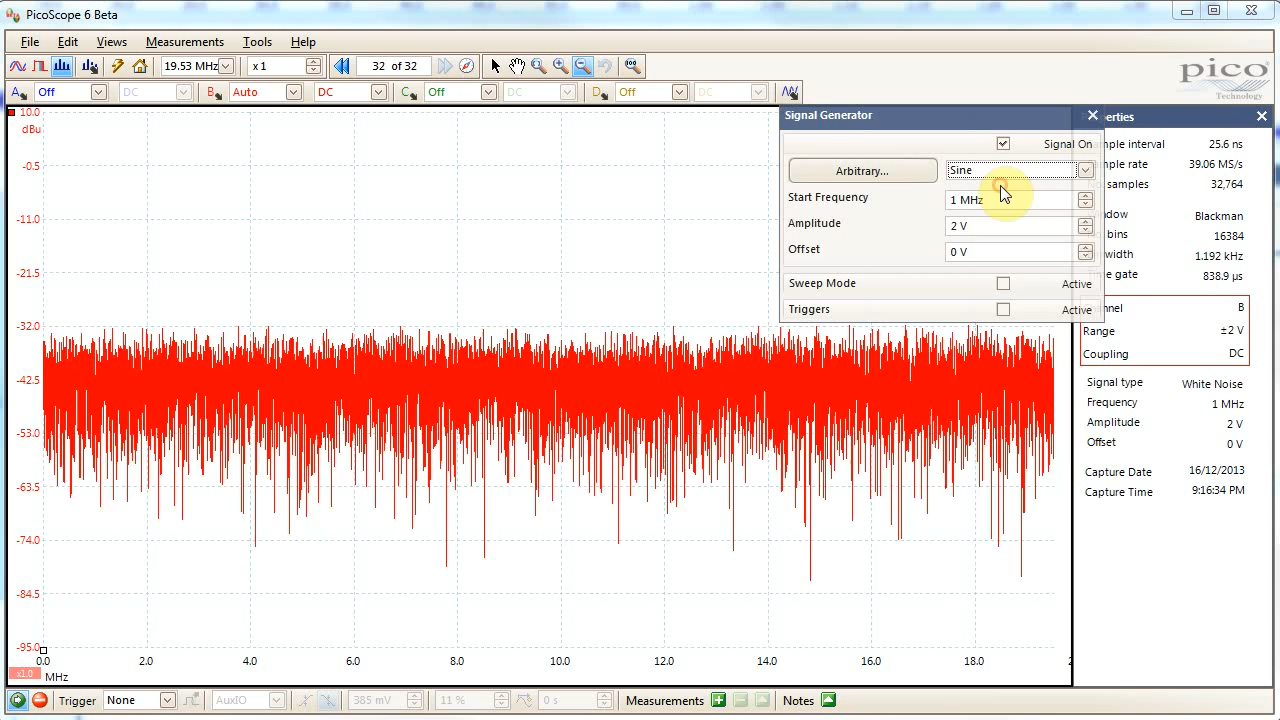 PicoScope 6 Beta
File Edit Views Measurements Tools Help
19.53 MHz x 1 32 of 32
pico
Technology
A Off DC B Auto DC C Off DC D Off DC
10.0
dBu
-0.5
-11.0
-21.5
-32.0
-42.5
-53.0
-63.5
-74.0
-84.5
-95.0
x1.0
0.0 2.0 4.0 6.0 8.0 10.0 12.0 14.0 16.0 18.0 2
MHz
Signal Generator
Signal On
Arbitrary... Sine
Start Frequency 1 MHz
Amplitude 2 V
Offset 0 V
Sweep Mode Active
Triggers Active
perties
ample interval 25.6 ns
ample rate 39.06 MS/s
samples 32,764
ndow Blackman
bins 16384
width 1.192 kHz
me gate 838.9 µs
annel B
Range ±2 V
Coupling DC
Signal type White Noise
Frequency 1 MHz
Amplitude 2 V
Offset 0 V
Capture Date 16/12/2013
Capture Time 9:16:34 PM
Trigger None AuxIO 385 mV 11 % 0 s Measurements Notes